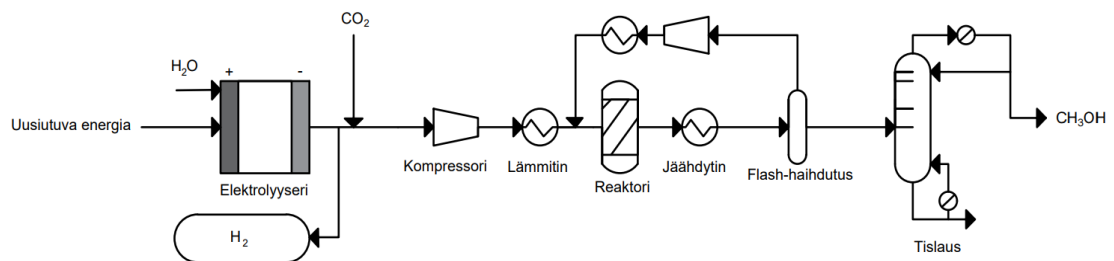 CO₂
H₂O
+ -
Uusiutuva energia
CH₃OH
Kompressori
Lämmitin
Jäähdytin
Flash-haihdutus
Elektrolyyseri
Reaktori
H₂
Tislaus